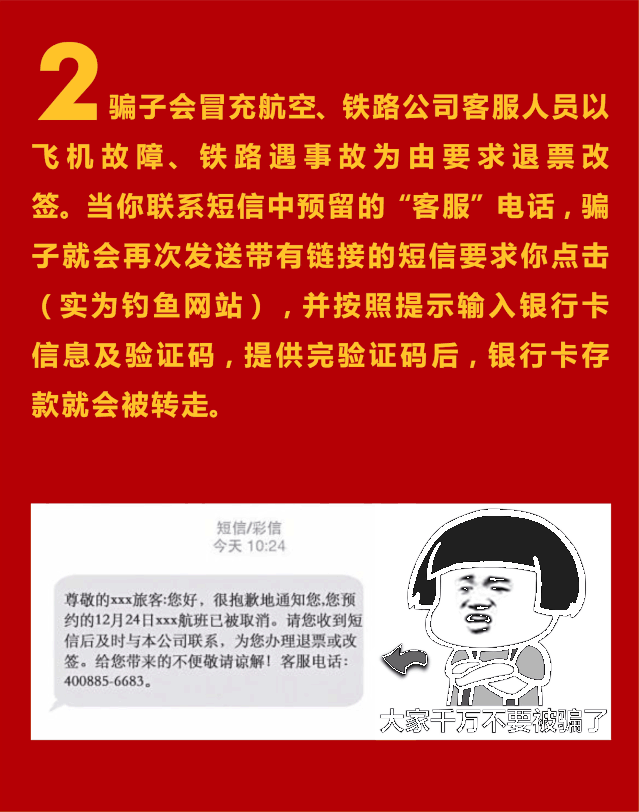 2 骗子会冒充航空、铁路公司客服人员以
飞机故障、铁路遇事故为由要求退票改
签。当你联系短信中预留的“客服”电话，骗
子就会再次发送带有链接的短信要求你点击
（实为钓鱼网站），并按照提示输入银行卡
信息及验证码，提供完验证码后，银行卡存
款就会被转走。
短信/彩信
今天 10:24
尊敬的xxx旅客:您好，很抱歉地通知您,您预
约的12月24日xxx航班已被取消。请您收到短
信后及时与本公司联系，为您办理退票或改
签。给您带来的不便敬请谅解！客服电话：
400885-6683。
大家千万不要被骗了